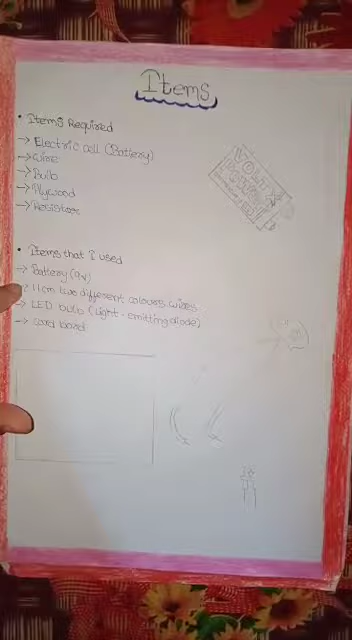 Items
• Items Required
→ Electric cell (Battery)
→ Wire
→ Bulb
→ Plywood
→ Resistor
• Items that I used
→ Battery (9v)
→ 11cm two different colours wires
→ LED bulb (Light-emitting diode)
→ Card board